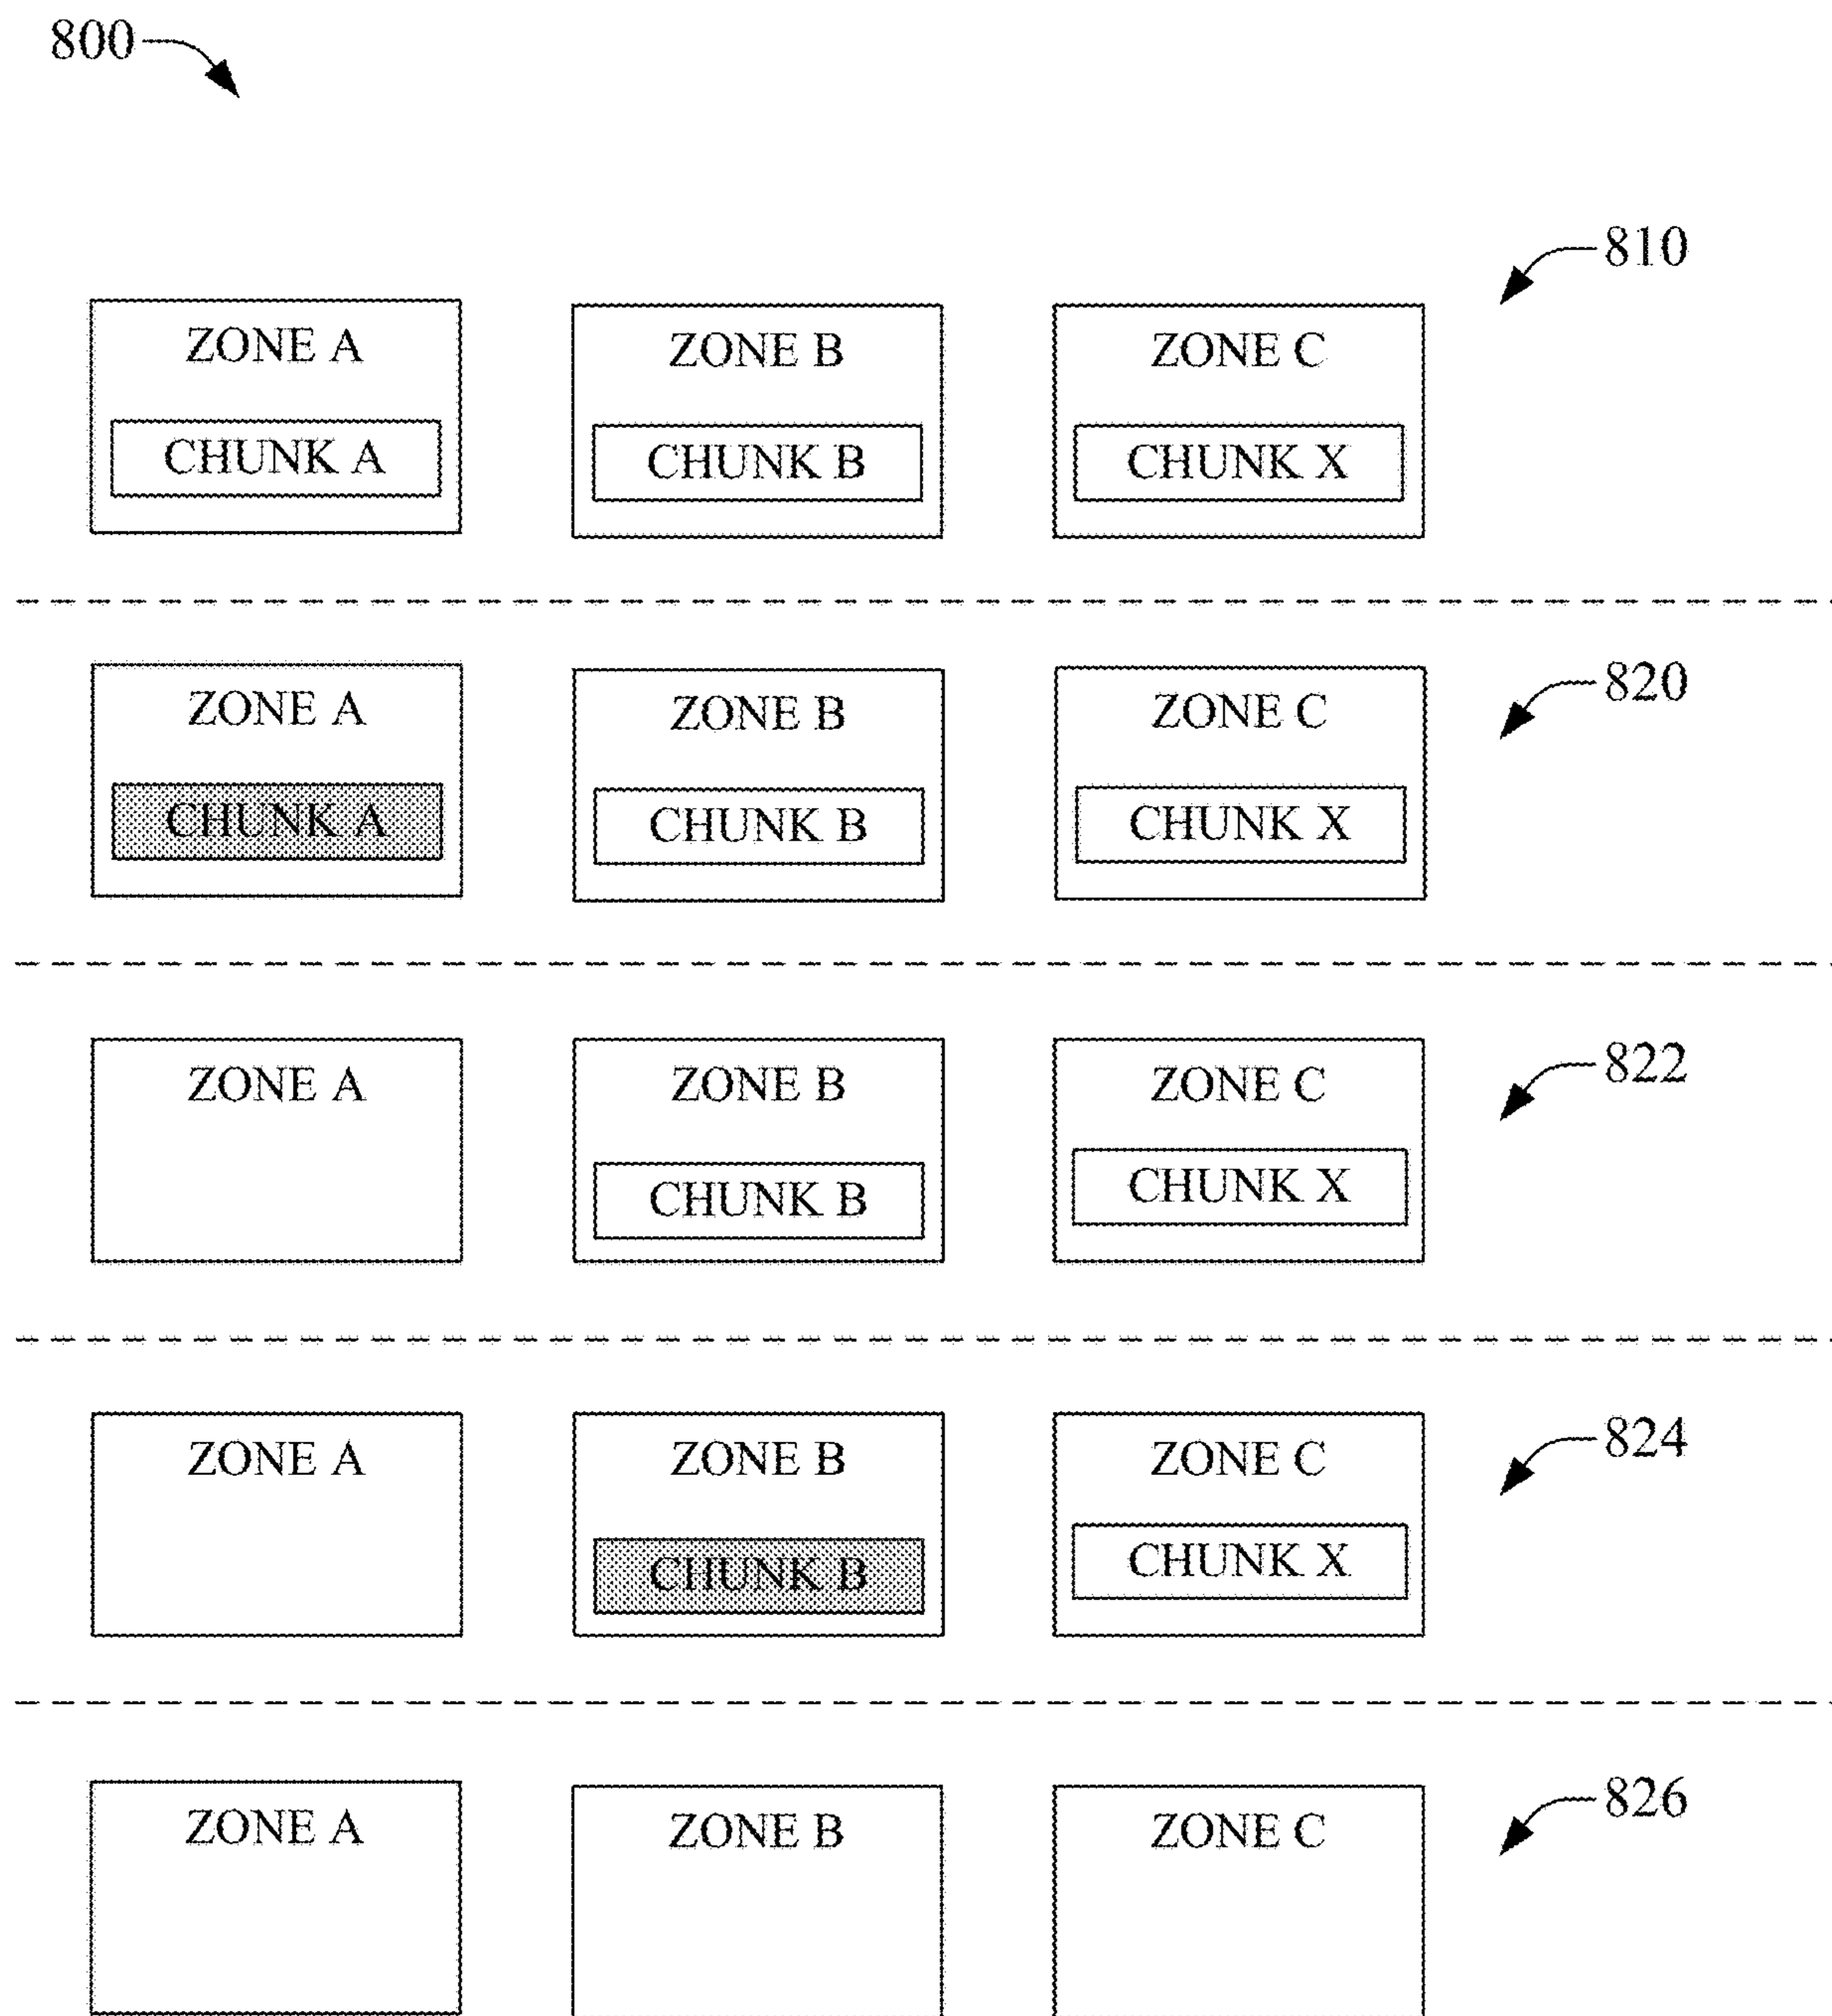 800
810
ZONE A ZONE B ZONE C
CHUNK A CHUNK B CHUNK X
820
ZONE A ZONE B ZONE C
CHUNK A CHUNK B CHUNK X
822
ZONE A ZONE B ZONE C
CHUNK B CHUNK X
824
ZONE A ZONE B ZONE C
CHUNK B CHUNK X
826
ZONE A ZONE B ZONE C